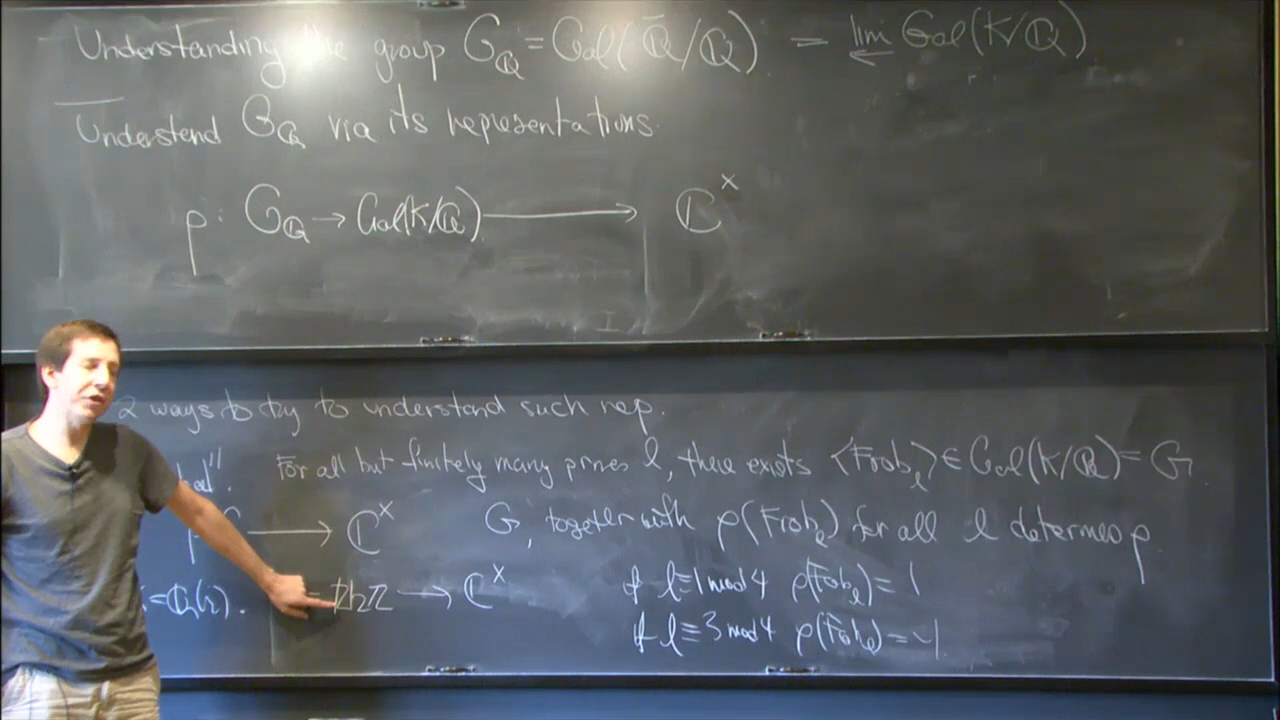 Understanding the group G_ℚ = Gal(ℚ̄/ℚ) = lim← Gal(K/ℚ)
Understand G_ℚ via its representations.
ρ: G_ℚ → Gal(K/ℚ) ⟶ ℂ^×
2 ways to try to understand such rep.
For all but finitely many primes l, there exists ⟨Frob_l⟩ ∈ Gal(K/ℚ) = G
⟶ ℂ^× G, together with ρ(Frob_l) for all l determes ρ
=ℚ(i). = ℤ/2ℤ → ℂ^× if l≡1 mod 4 ρ(Frob_l) = 1
if l≡3 mod 4 ρ(Frob_l) = -1